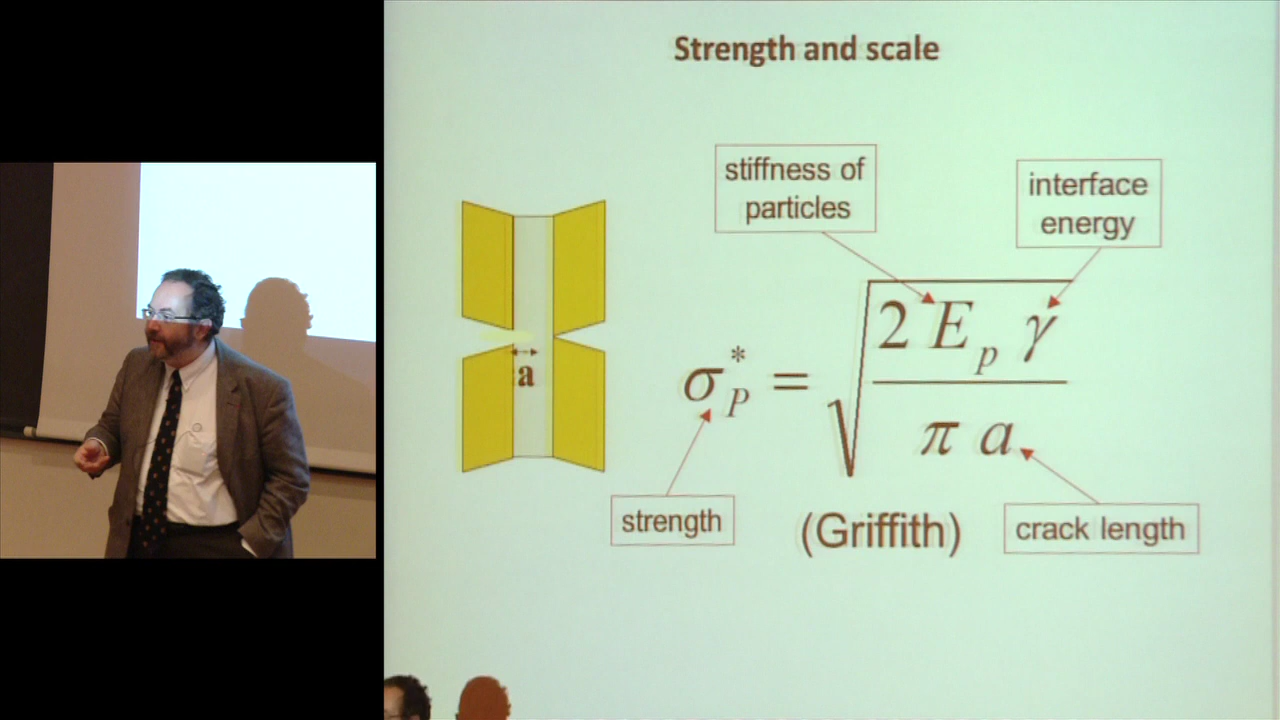 Strength and scale
stiffness of
particles
interface
energy
a
σ*P = √(2 Ep γ / π a)
strength
(Griffith)
crack length